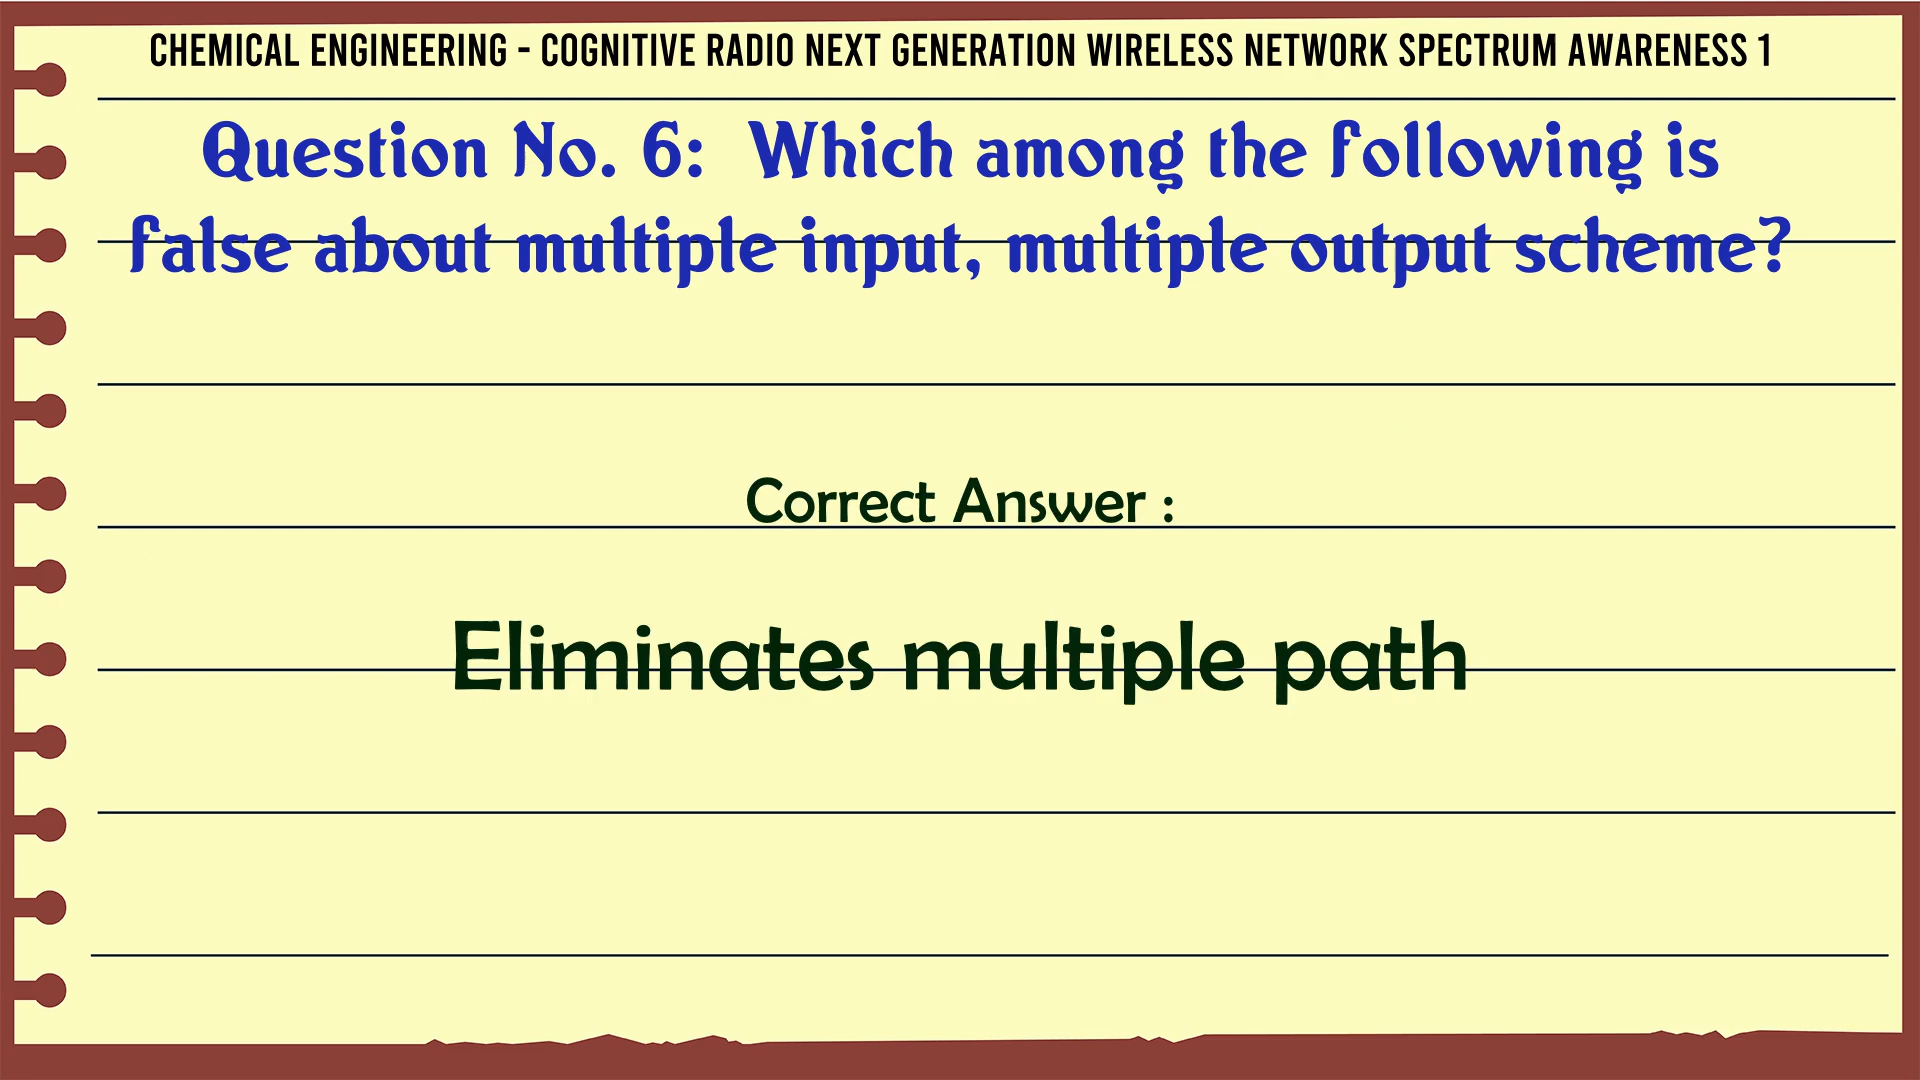 CHEMICAL ENGINEERING - COGNITIVE RADIO NEXT GENERATION WIRELESS NETWORK SPECTRUM AWARENESS 1
Question No. 6:  Which among the following is
false about multiple input, multiple output scheme?
Correct Answer :
Eliminates multiple path